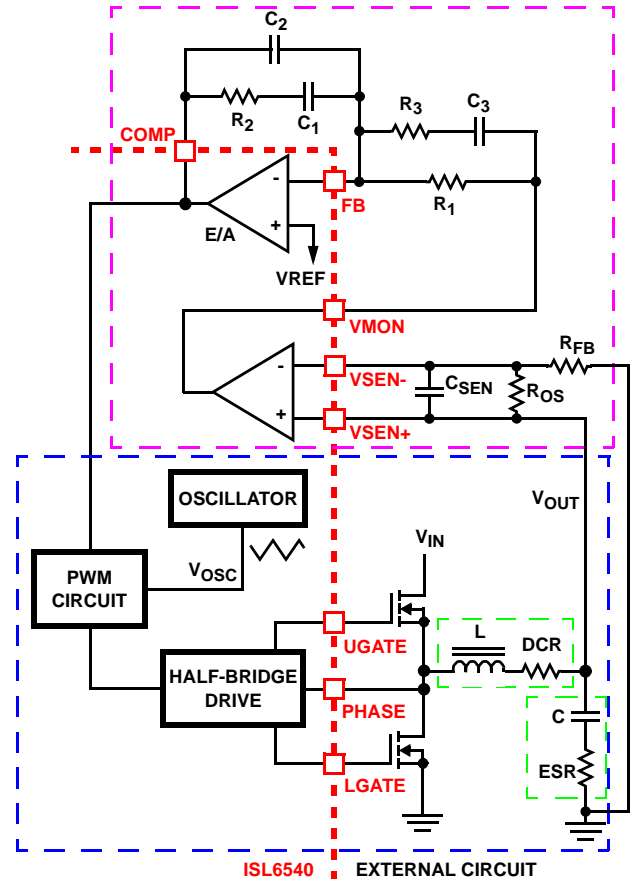 C2
R2
C1
R3
C3
COMP
-
FB
R1
+
E/A
VREF
VMON
-
VSEN-
CSEN
ROS
RFB
+
VSEN+
OSCILLATOR
VOUT
VIN
VOSC
PWM
CIRCUIT
UGATE
L
DCR
HALF-BRIDGE
DRIVE
PHASE
C
LGATE
ESR
ISL6540
EXTERNAL CIRCUIT